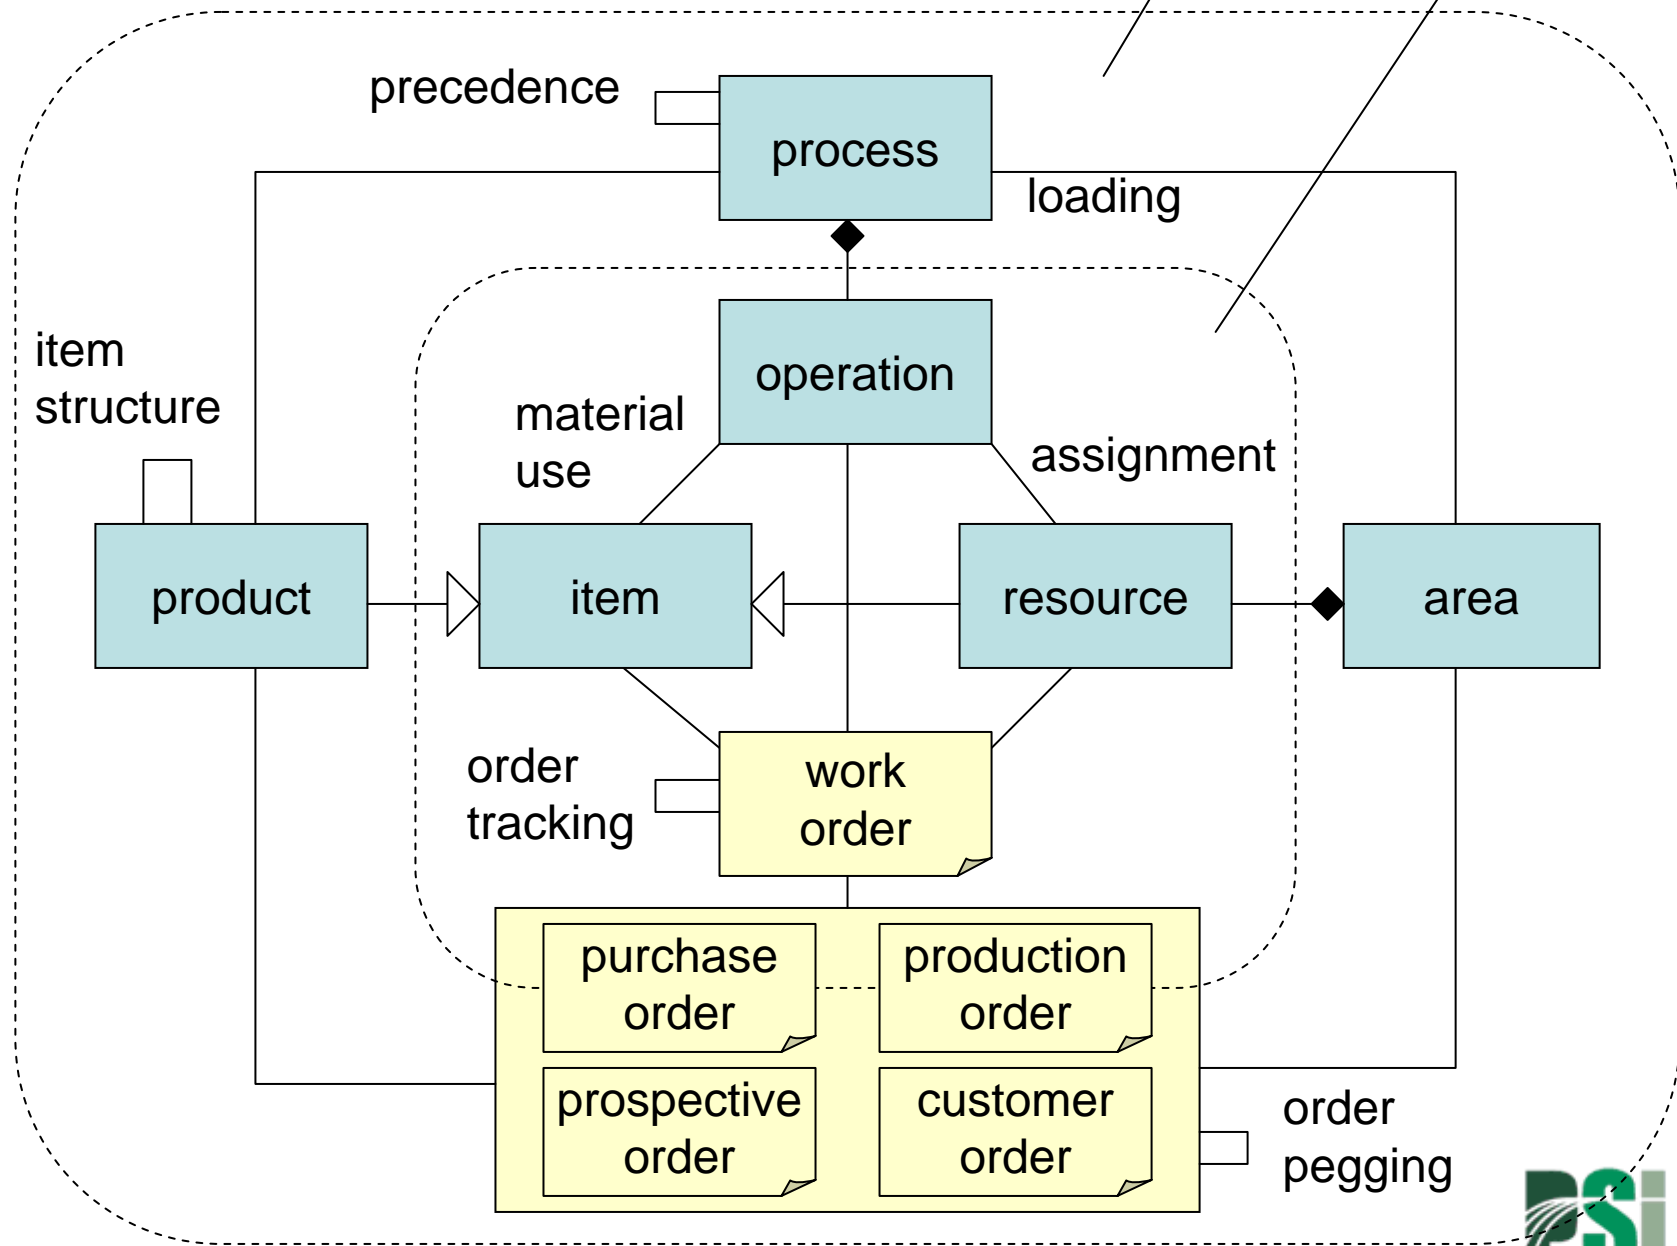 precedence
process
loading
item
structure
operation
material
use
assignment
product
item
resource
area
order
tracking
work
order
purchase
order
production
order
prospective
order
customer
order
order
pegging
PSi